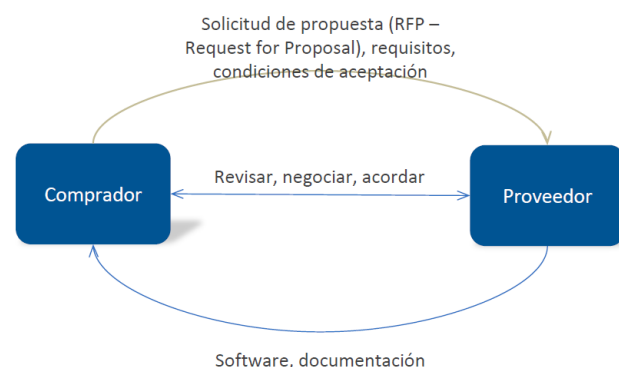 Solicitud de propuesta (RFP –
Request for Proposal), requisitos,
condiciones de aceptación
Comprador
Revisar, negociar, acordar
Proveedor
Software, documentación